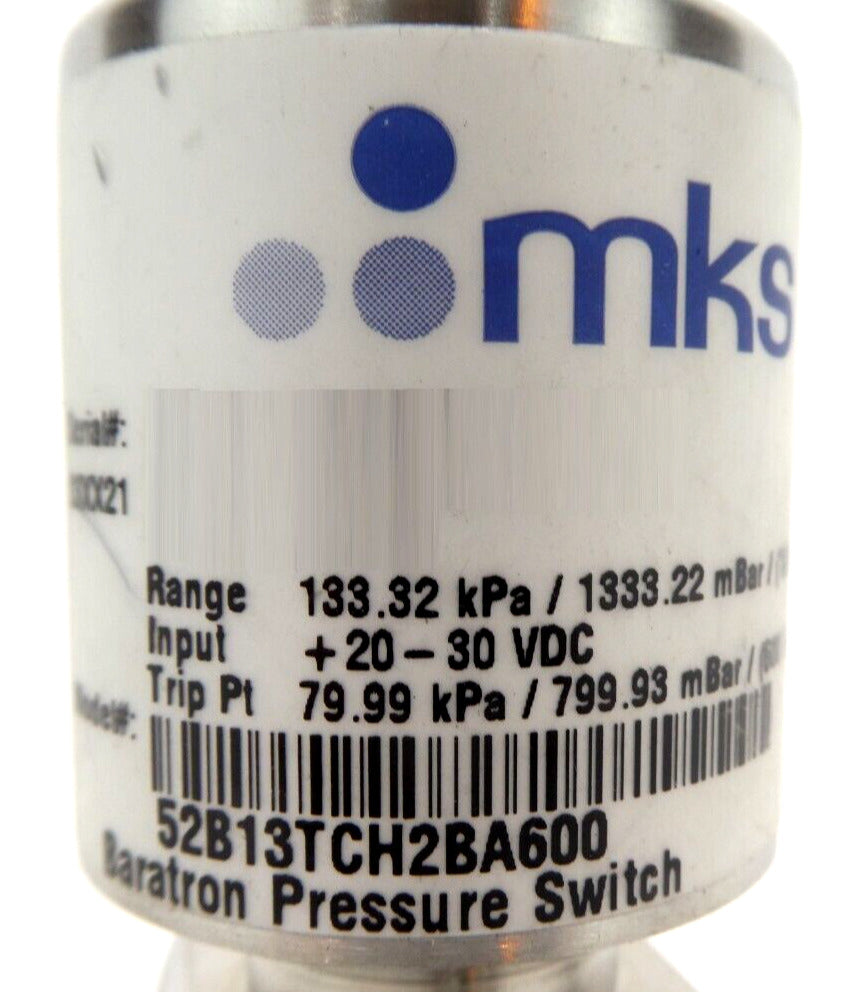 mks
Serial#:
Range 133.32 kPa / 1333.22 mBar /
Input +20-30 VDC
Trip Pt 79.99 kPa / 799.93 mBar / (600
Model#:
52B13TCH2BA600
Baratron Pressure Switch